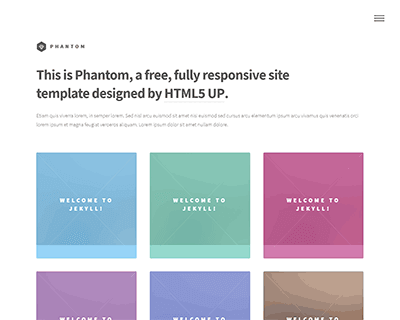 PHANTOM
This is Phantom, a free, fully responsive site
template designed by HTML5 UP.
Etiam quis viverra lorem, in semper lorem. Sed nisl arcu euismod sit amet nisi euismod sed cursus arcu elementum ipsum arcu vivamus quis venenatis orci
lorem ipsum et magna feugiat veroeros aliquam. Lorem ipsum dolor sit amet nullam dolore.
WELCOME TO
JEKYLL!
WELCOME TO
JEKYLL!
WELCOME TO
JEKYLL!
WELCOME TO
WELCOME TO
WELCOME TO